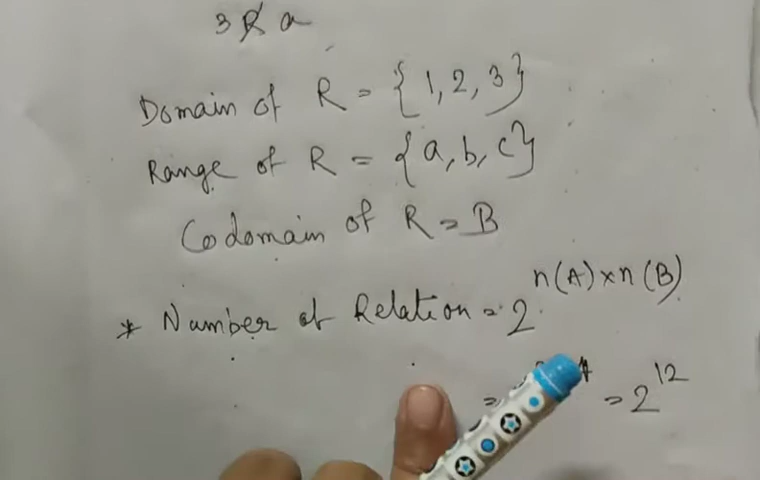 3 R̸ a
Domain of R = {1, 2, 3}
Range of R = {a, b, c}
Codomain of R = B
* Number of Relation = 2^n(A)×n(B)
= 2^12